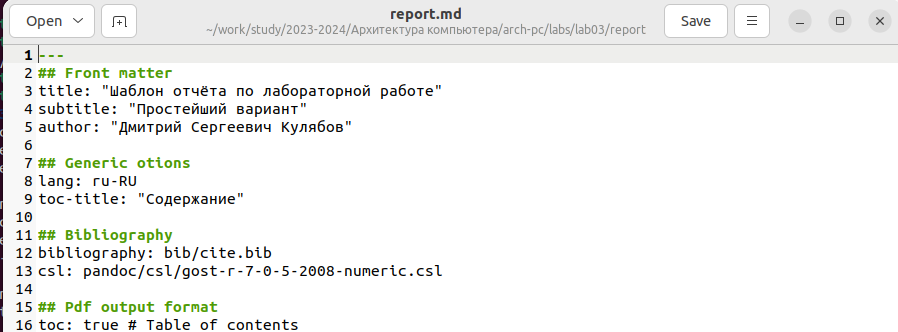 Open
report.md
~/work/study/2023-2024/Архитектура компьютера/arch-pc/labs/lab03/report
Save
1 ---
2 ## Front matter
3 title: "Шаблон отчёта по лабораторной работе"
4 subtitle: "Простейший вариант"
5 author: "Дмитрий Сергеевич Кулябов"
6
7 ## Generic otions
8 lang: ru-RU
9 toc-title: "Содержание"
10
11 ## Bibliography
12 bibliography: bib/cite.bib
13 csl: pandoc/csl/gost-r-7-0-5-2008-numeric.csl
14
15 ## Pdf output format
16 toc: true # Table of contents